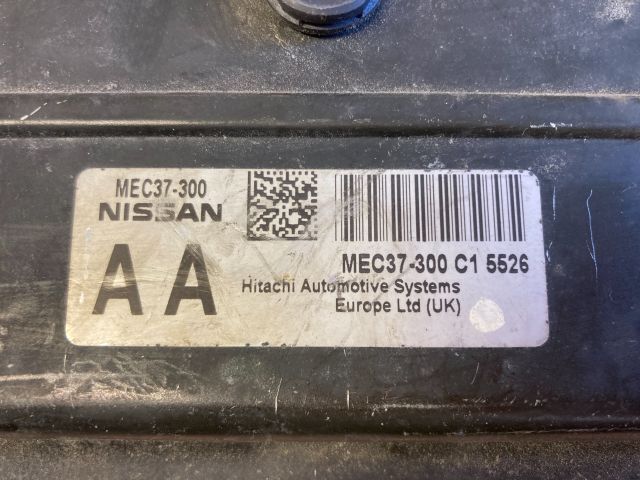 MEC37-300
NISSAN
A A
MEC37-300 C1 5526
Hitachi Automotive Systems
Europe Ltd (UK)